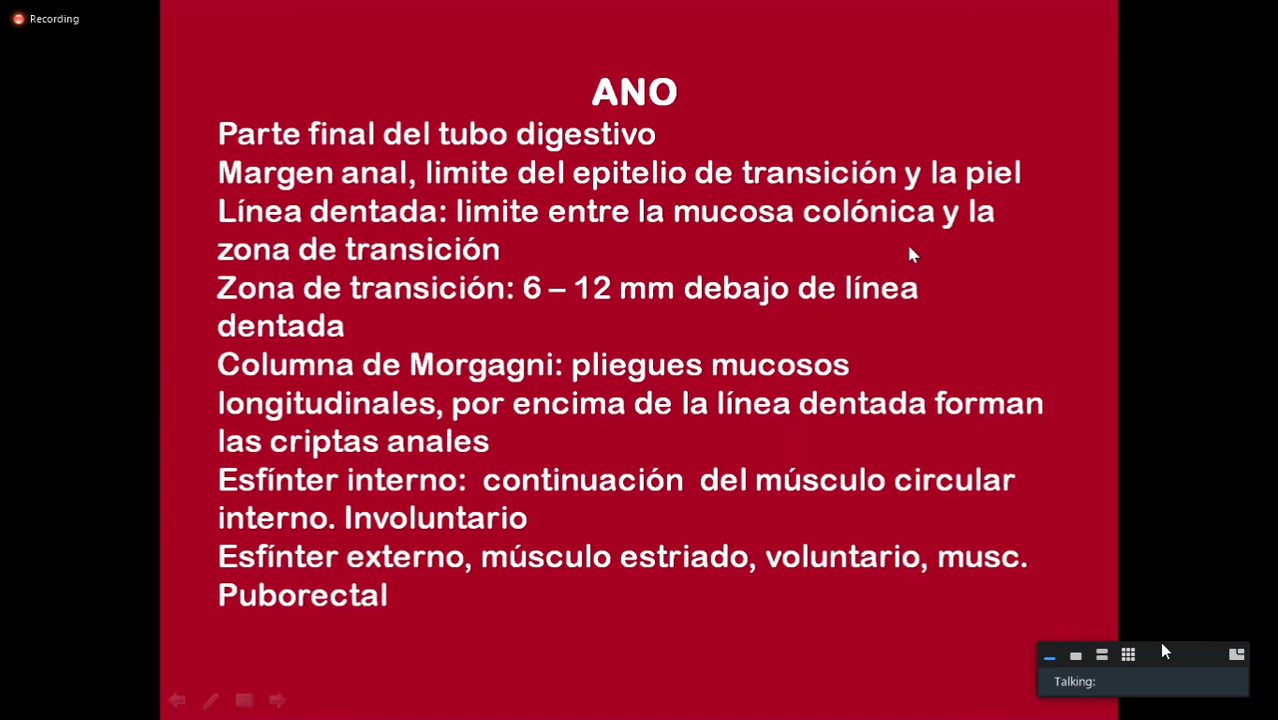 Recording
ANO
Parte final del tubo digestivo
Margen anal, limite del epitelio de transición y la piel
Línea dentada: limite entre la mucosa colónica y la
zona de transición
Zona de transición: 6 – 12 mm debajo de línea
dentada
Columna de Morgagni: pliegues mucosos
longitudinales, por encima de la línea dentada forman
las criptas anales
Esfínter interno:  continuación  del músculo circular
interno. Involuntario
Esfínter externo, músculo estriado, voluntario, musc.
Puborectal
Talking: